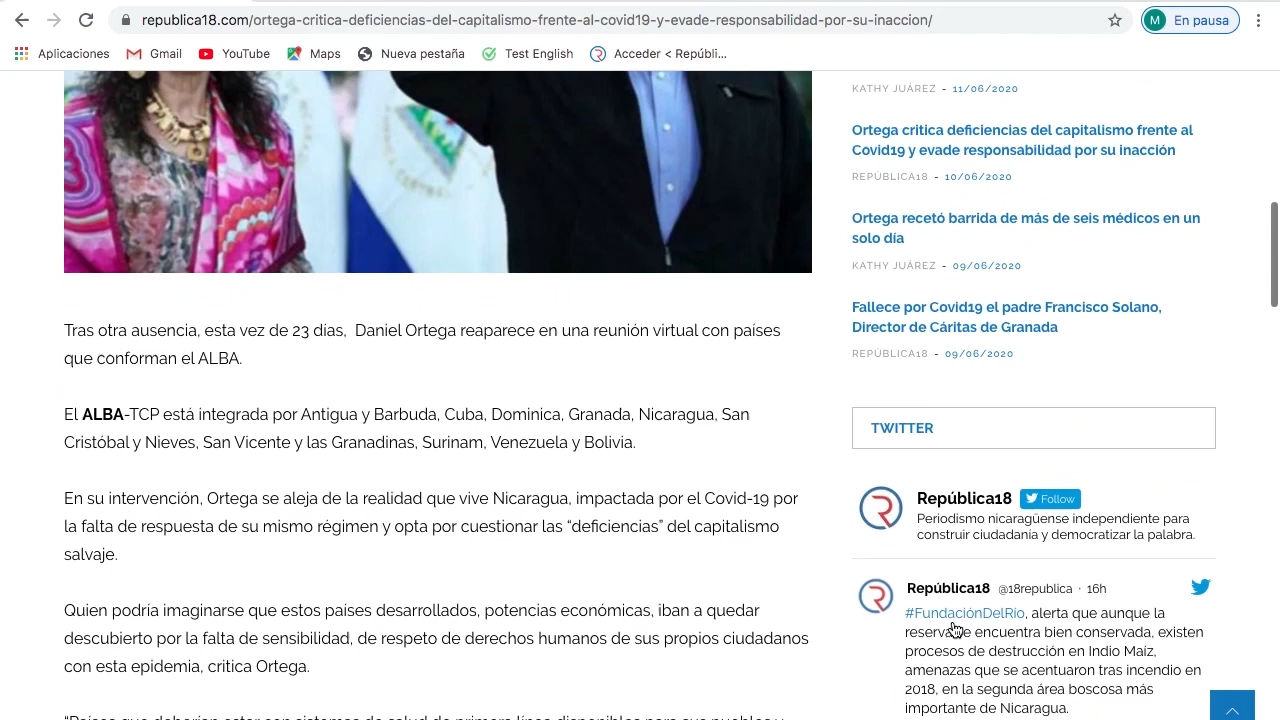 republica18.com/ortega-critica-deficiencias-del-capitalismo-frente-al-covid19-y-evade-responsabilidad-por-su-inaccion/
M En pausa
Aplicaciones Gmail YouTube Maps Nueva pestaña Test English Acceder < Repúbli...
KATHY JUÁREZ - 11/06/2020
Ortega critica deficiencias del capitalismo frente al
Covid19 y evade responsabilidad por su inacción
REPÚBLICA18 - 10/06/2020
Ortega recetó barrida de más de seis médicos en un
solo día
KATHY JUÁREZ - 09/06/2020
Fallece por Covid19 el padre Francisco Solano,
Director de Cáritas de Granada
REPÚBLICA18 - 09/06/2020
Tras otra ausencia, esta vez de 23 días, Daniel Ortega reaparece en una reunión virtual con países
que conforman el ALBA.
El ALBA-TCP está integrada por Antigua y Barbuda, Cuba, Dominica, Granada, Nicaragua, San
Cristóbal y Nieves, San Vicente y las Granadinas, Surinam, Venezuela y Bolivia.
En su intervención, Ortega se aleja de la realidad que vive Nicaragua, impactada por el Covid-19 por
la falta de respuesta de su mismo régimen y opta por cuestionar las “deficiencias” del capitalismo
salvaje.
Quien podría imaginarse que estos países desarrollados, potencias económicas, iban a quedar
descubierto por la falta de sensibilidad, de respeto de derechos humanos de sus propios ciudadanos
con esta epidemia, critica Ortega.
TWITTER
República18 Follow
Periodismo nicaragüense independiente para
construir ciudadanía y democratizar la palabra.
República18 @18republica · 16h
#FundaciónDelRío, alerta que aunque la
encuentra bien conservada, existen
procesos de destrucción en Indio Maíz,
amenazas que se acentuaron tras incendio en
2018, en la segunda área boscosa más
importante de Nicaragua.